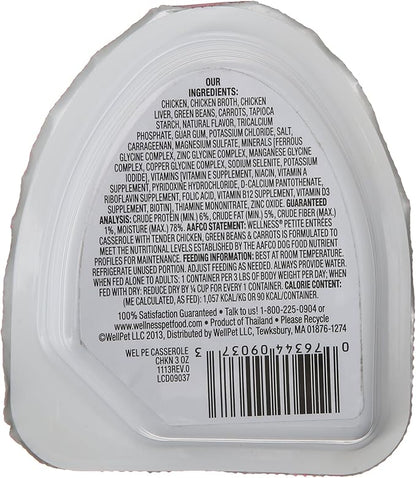 OUR
INGREDIENTS:
CHICKEN, CHICKEN BROTH, CHICKEN
LIVER, GREEN BEANS, CARROTS, TAPIOCA
STARCH, NATURAL FLAVOR, TRICALCIUM
PHOSPHATE, GUAR GUM, POTASSIUM CHLORIDE, SALT,
CARRAGEENAN, MAGNESIUM SULFATE, MINERALS [FERROUS
GLYCINE COMPLEX, ZINC GLYCINE COMPLEX, MANGANESE GLYCINE
COMPLEX, COPPER GLYCINE COMPLEX, SODIUM SELENITE, POTASSIUM
IODIDE], VITAMINS [VITAMIN E SUPPLEMENT, NIACIN, VITAMIN A
SUPPLEMENT, PYRIDOXINE HYDROCHLORIDE, D-CALCIUM PANTOTHENATE,
RIBOFLAVIN SUPPLEMENT, FOLIC ACID, VITAMIN B12 SUPPLEMENT, VITAMIN D3
SUPPLEMENT, BIOTIN], THIAMINE MONONITRATE, ZINC OXIDE. GUARANTEED
ANALYSIS: CRUDE PROTEIN (MIN.) 6%, CRUDE FAT (MIN.) 5%, CRUDE FIBER (MAX.)
1%, MOISTURE (MAX.) 78%. AAFCO STATEMENT: WELLNESS® PETITE ENTRÉES
CASSEROLE WITH TENDER CHICKEN, GREEN BEANS & CARROTS IS FORMULATED TO
MEET THE NUTRITIONAL LEVELS ESTABLISHED BY THE AAFCO DOG FOOD NUTRIENT
PROFILES FOR MAINTENANCE. FEEDING INFORMATION: BEST AT ROOM TEMPERATURE.
REFRIGERATE UNUSED PORTION. ADJUST FEEDING AS NEEDED. ALWAYS PROVIDE WATER.
WHEN FED ALONE TO ADULTS: 1 CONTAINER PER 3 LBS OF BODY WEIGHT PER DAY; WHEN
FED WITH DRY: REDUCE DRY BY ¼ CUP FOR EVERY 1 CONTAINER. CALORIE CONTENT:
(ME CALCULATED, AS FED): 1,057 KCAL/KG OR 90 KCAL/CONTAINER.
100% Satisfaction Guaranteed • Talk to us! 1-800-225-0904 or
www.wellnesspetfood.com • Product of Thailand • Please Recycle
©WellPet LLC 2013, Distributed by WellPet LLC, Tewksbury, MA 01876-1274
WEL PE CASSEROLE
CHKN 3 OZ
1113REV.0
LCD09037
0 76344 09037 3